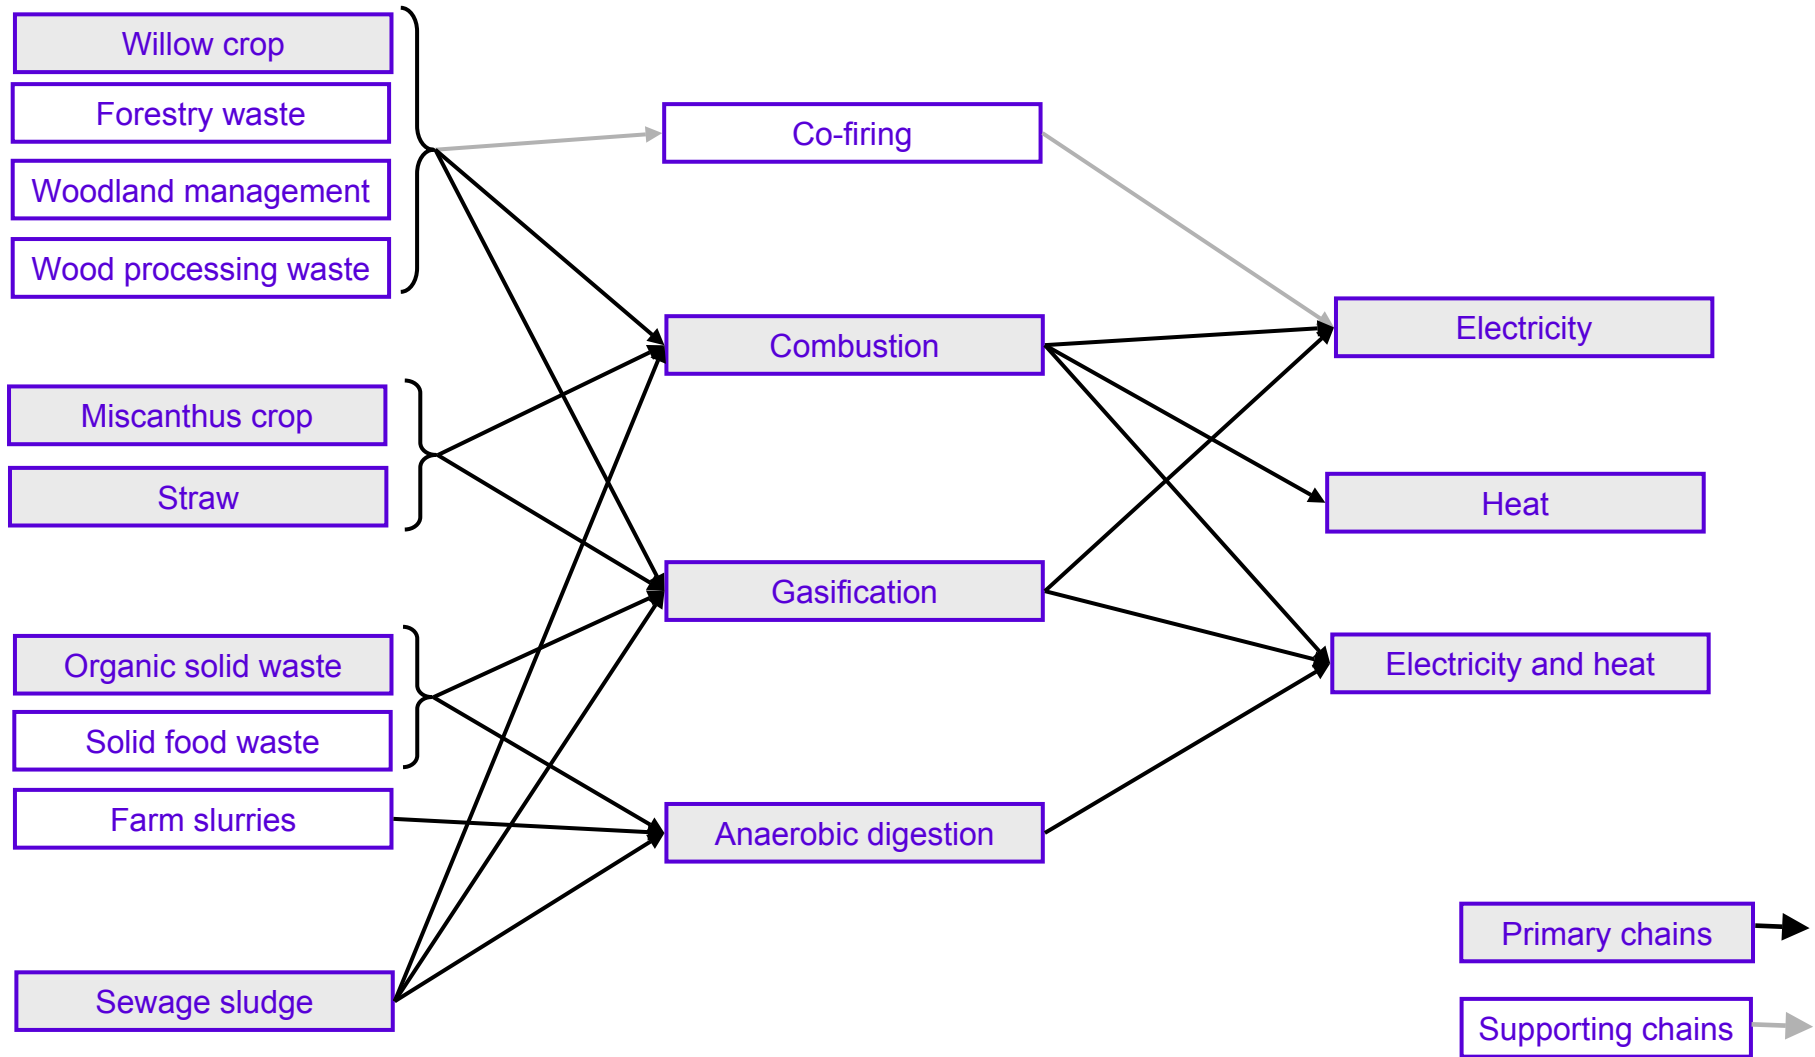 Willow crop
Forestry waste
Woodland management
Wood processing waste
Miscanthus crop
Straw
Organic solid waste
Solid food waste
Farm slurries
Sewage sludge
Co-firing
Combustion
Gasification
Anaerobic digestion
Electricity
Heat
Electricity and heat
Primary chains
Supporting chains